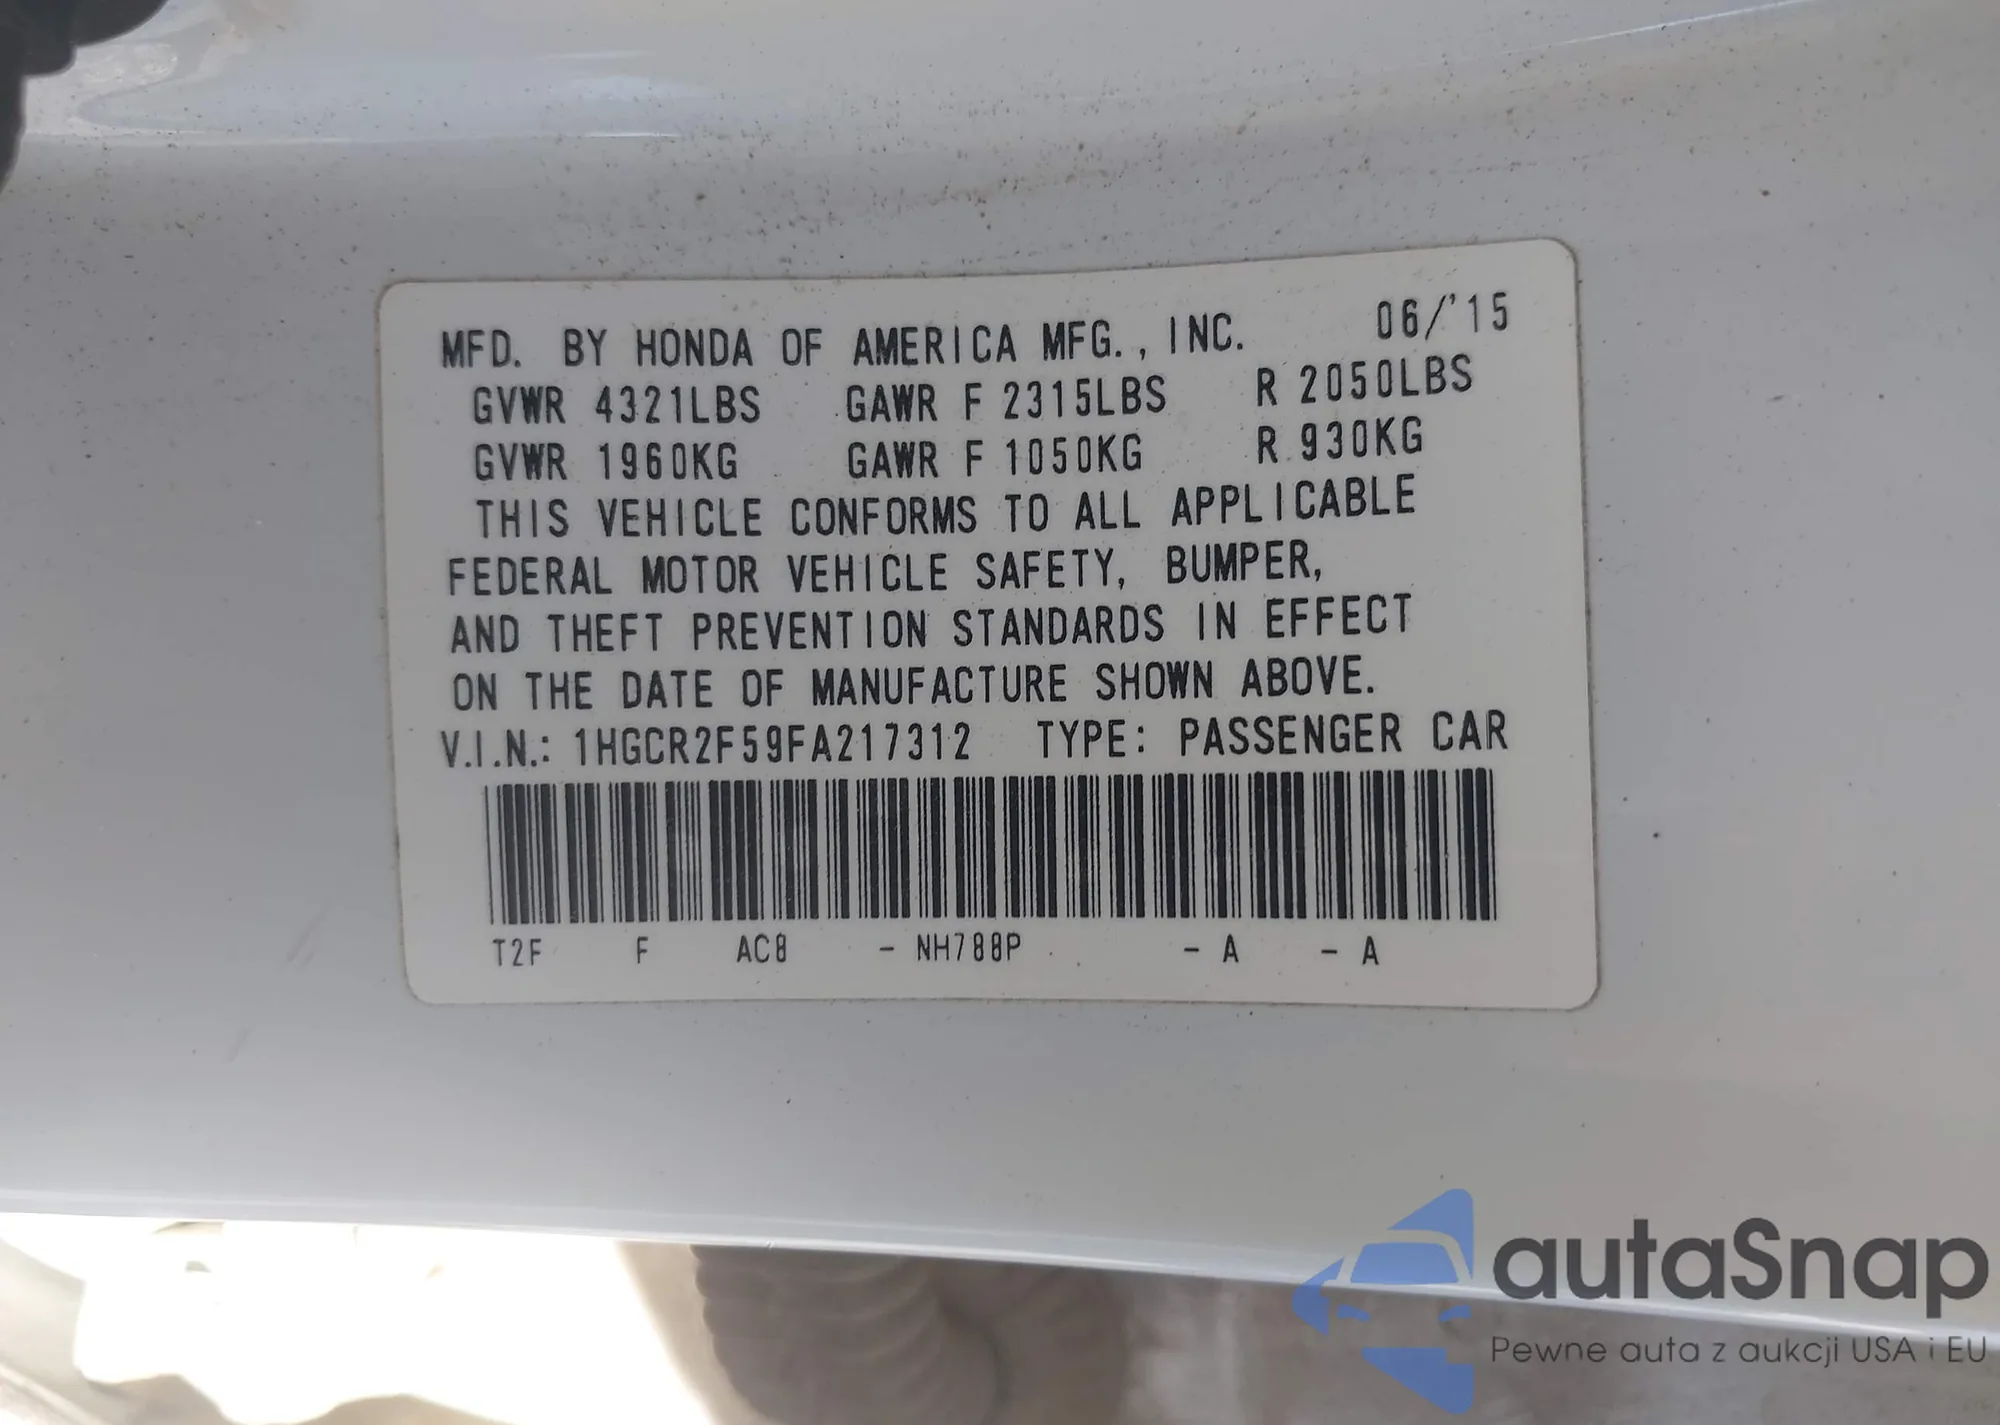 MFD. BY HONDA OF AMERICA MFG., INC. 06/'15
GVWR 4321LBS GAWR F 2315LBS R 2050LBS
GVWR 1960KG GAWR F 1050KG R 930KG
THIS VEHICLE CONFORMS TO ALL APPLICABLE
FEDERAL MOTOR VEHICLE SAFETY, BUMPER,
AND THEFT PREVENTION STANDARDS IN EFFECT
ON THE DATE OF MANUFACTURE SHOWN ABOVE.
V.I.N.: 1HGCR2F59FA217312 TYPE: PASSENGER CAR
T2F F AC8 - NH788P - A - A
autaSnap
Pewne auta z aukcji USA i EU